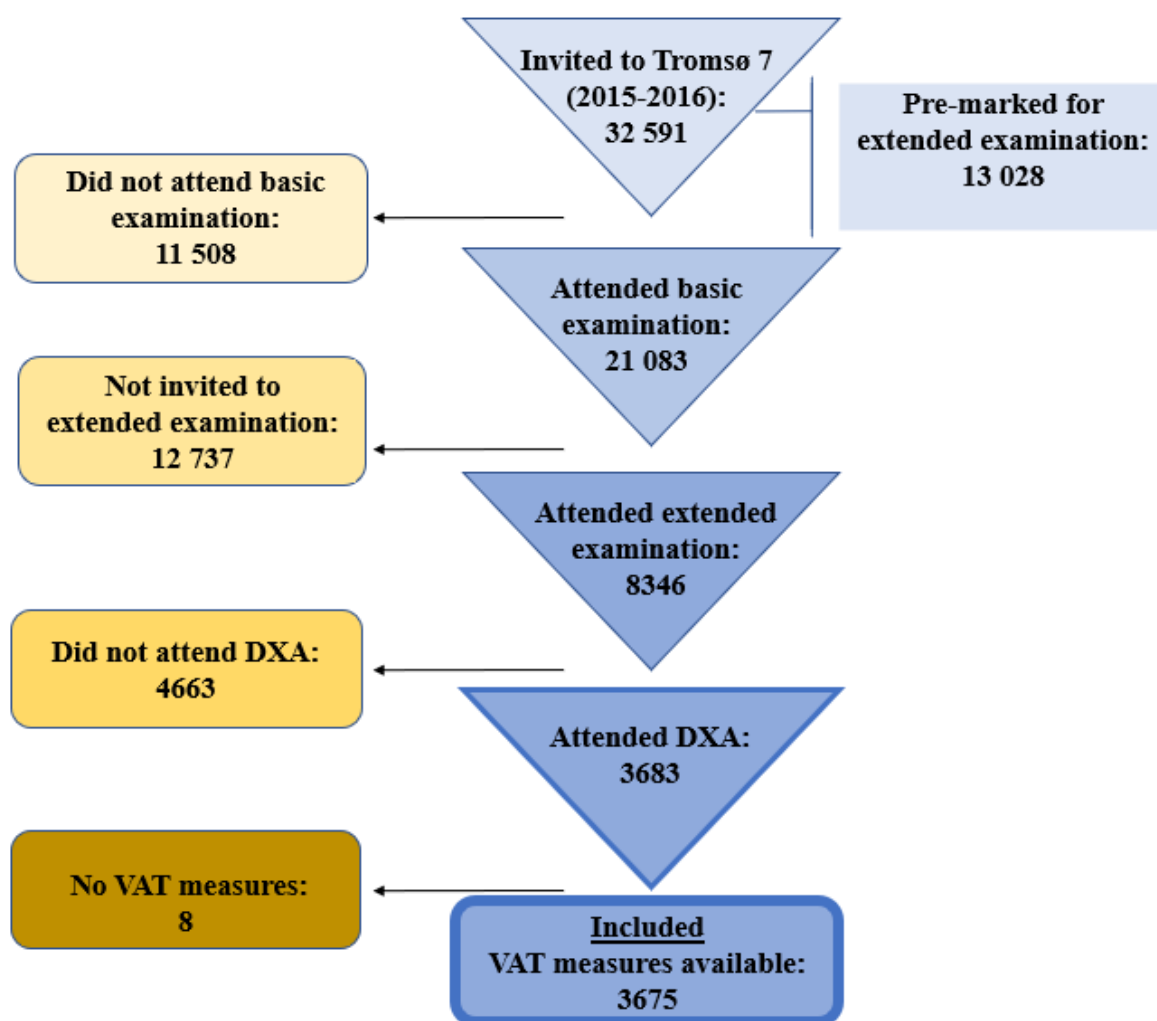 Invited to Tromsø 7
(2015-2016):
32 591
Pre-marked for
extended examination:
13 028
Did not attend basic
examination:
11 508
Attended basic
examination:
21 083
Not invited to
extended examination:
12 737
Attended extended
examination:
8346
Did not attend DXA:
4663
Attended DXA:
3683
No VAT measures:
8
Included
VAT measures available:
3675